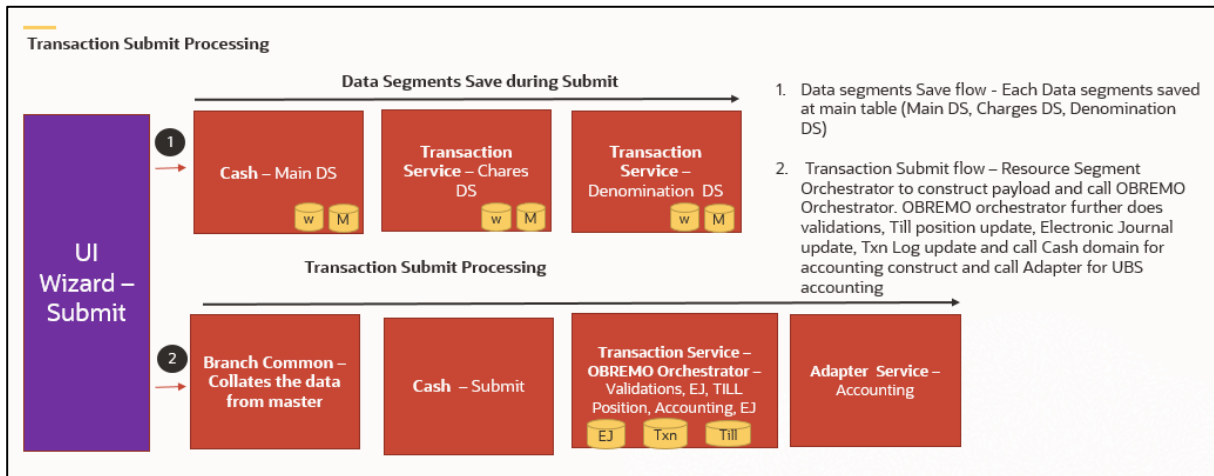 Transaction Submit Processing
Data Segments Save during Submit
UI
Wizard –
Submit
1
Cash – Main DS
w
M
Transaction
Service – Chares
DS
w
M
Transaction
Service –
Denomination DS
w
M
Transaction Submit Processing
2
Branch Common –
Collates the data
from master
Cash – Submit
Transaction Service –
OBREMO Orchestrator –
Validations, EJ, TILL
Position, Accounting, EJ
EJ
Txn
Till
Adapter Service –
Accounting
1. Data segments Save flow - Each Data segments saved
at main table (Main DS, Charges DS, Denomination
DS)
2. Transaction Submit flow – Resource Segment
Orchestrator to construct payload and call OBREMO
Orchestrator. OBREMO orchestrator further does
validations, Till position update, Electronic Journal
update, Txn Log update and call Cash domain for
accounting construct and call Adapter for UBS
accounting